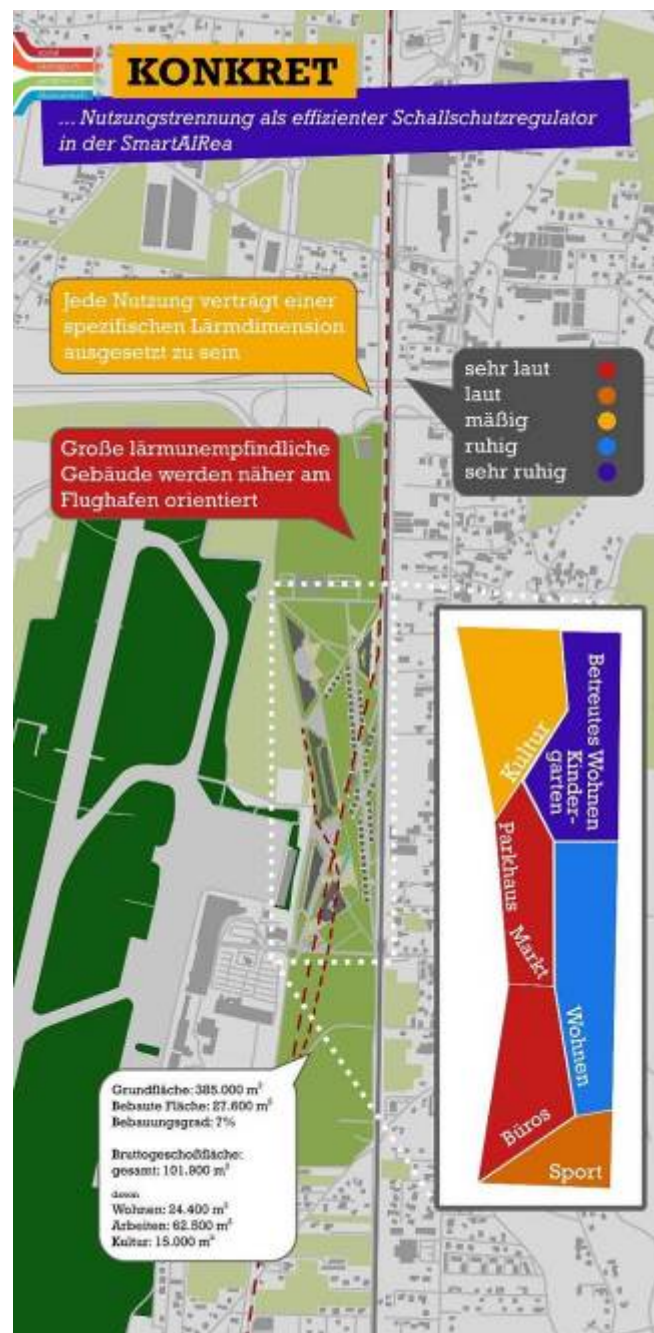 KONKRET
... Nutzungstrennung als effizienter Schallschutzregulator
in der SmartAIRea
Jede Nutzung verträgt einer
spezifischen Lärmdimension
ausgesetzt zu sein
sehr laut
laut
mäßig
ruhig
sehr ruhig
Große lärmunempfindliche
Gebäude werden näher am
Flughafen orientiert
Betreutes Wohnen
Kinder-
garten
Kultur
Parkhaus
Markt
Wohnen
Büros
Sport
Grundfläche: 385.000 m²
Bebaute Fläche: 27.600 m²
Bebauungsgrad: 7%
Bruttogeschoßfläche:
gesamt: 101.900 m²
davon
Wohnen: 24.400 m²
Arbeiten: 62.500 m²
Kultur: 15.000 m²